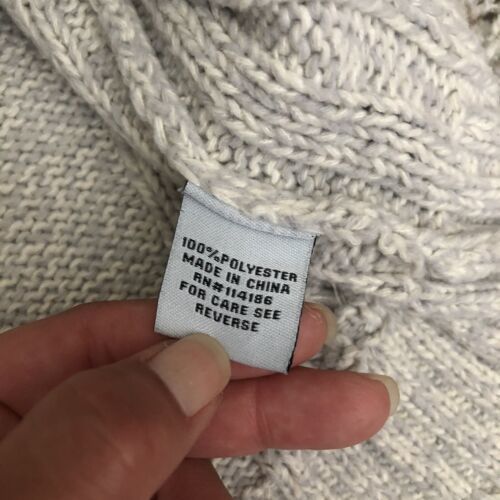 100%POLYESTER
MADE IN CHINA
RN#114186
FOR CARE SEE
REVERSE